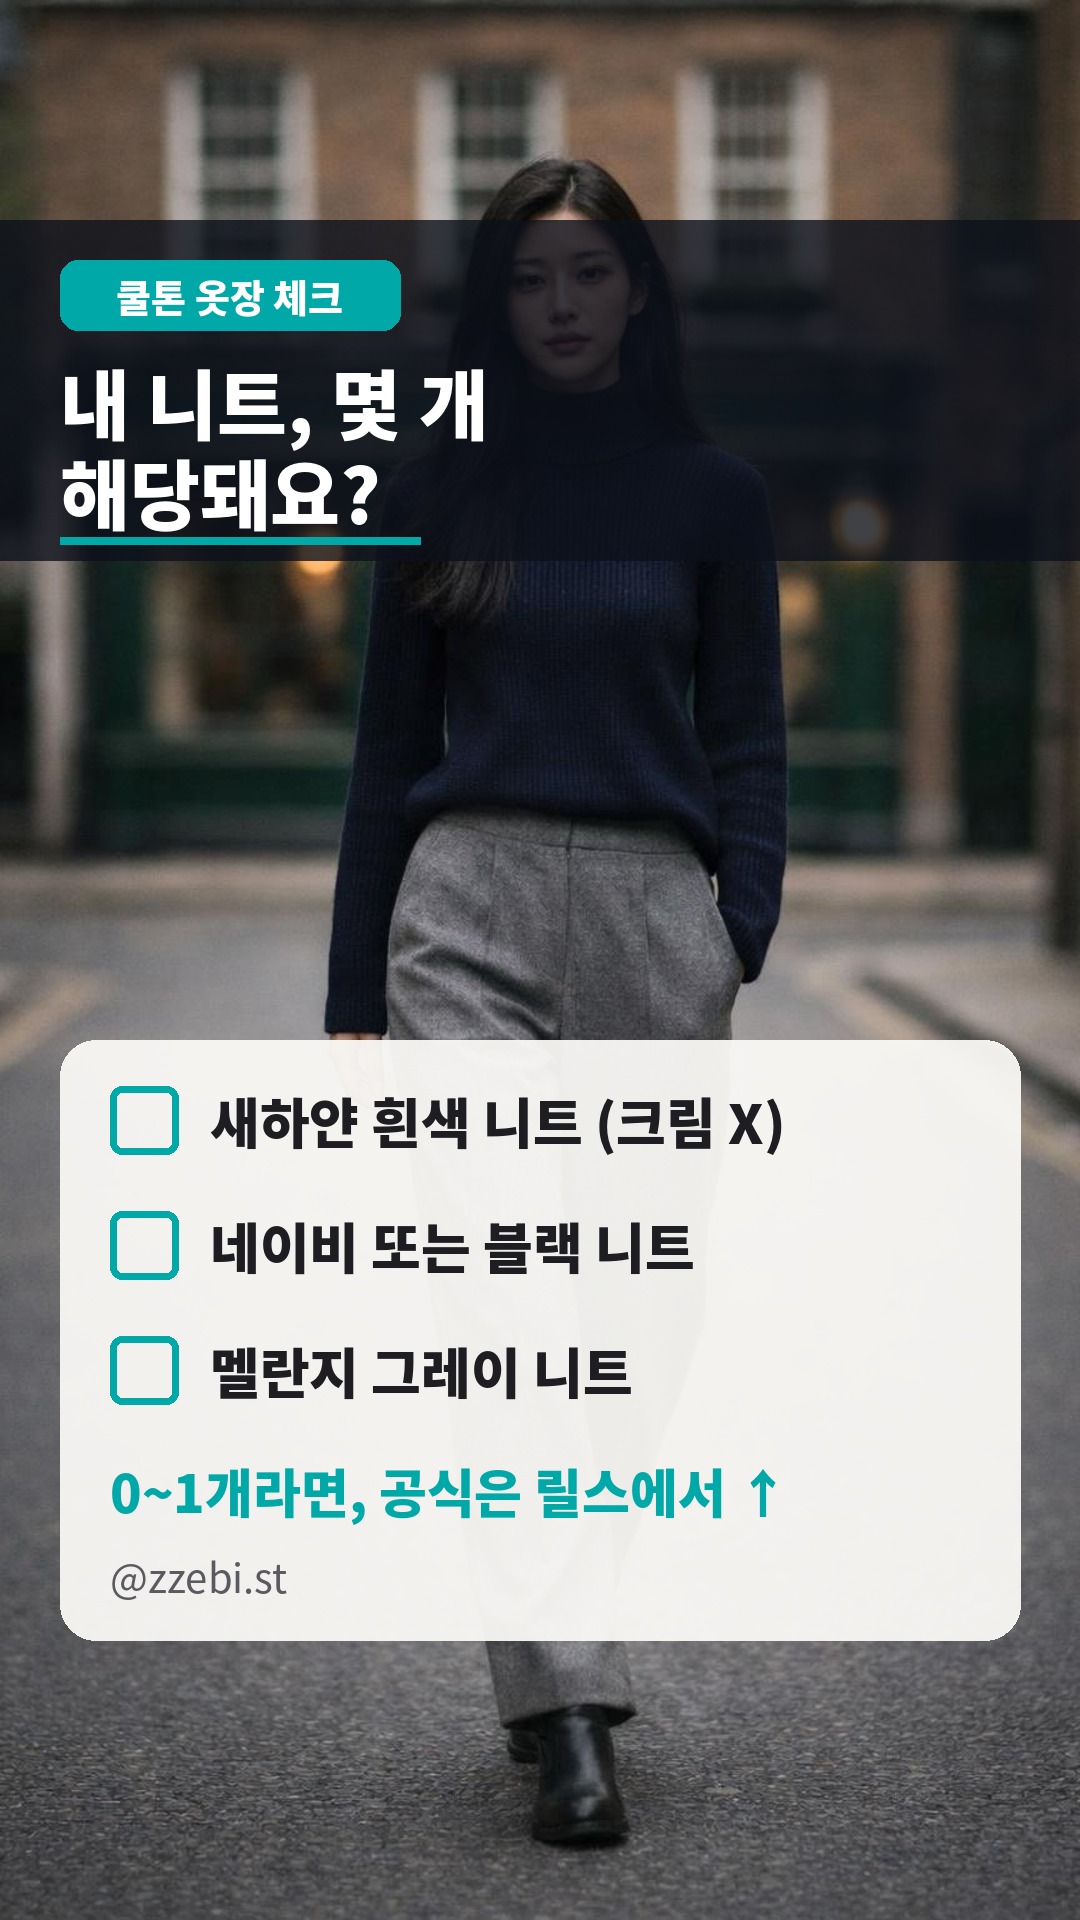 쿨톤 옷장 체크
내 니트, 몇 개
해당돼요?
새하얀 흰색 니트 (크림 X)
네이비 또는 블랙 니트
멜란지 그레이 니트
0~1개라면, 공식은 릴스에서 ↑
@zzebi.st